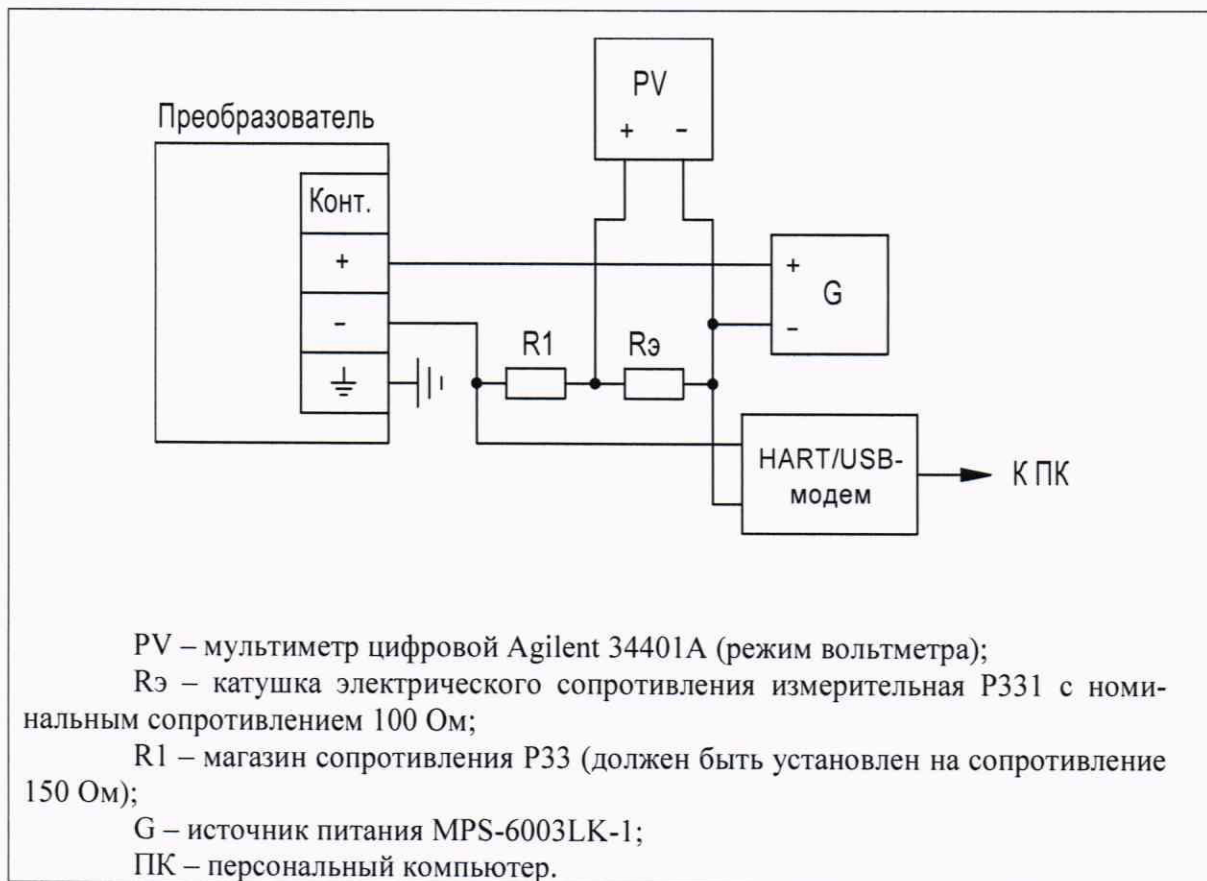 PV
+ −
Преобразователь
Конт.
+
−
+
G
−
R1
Rэ
HART/USB-
модем
К ПК
PV – мультиметр цифровой Agilent 34401A (режим вольтметра);
Rэ – катушка электрического сопротивления измерительная Р331 с номи-
нальным сопротивлением 100 Ом;
R1 – магазин сопротивления Р33 (должен быть установлен на сопротивление
150 Ом);
G – источник питания MPS-6003LK-1;
ПК – персональный компьютер.